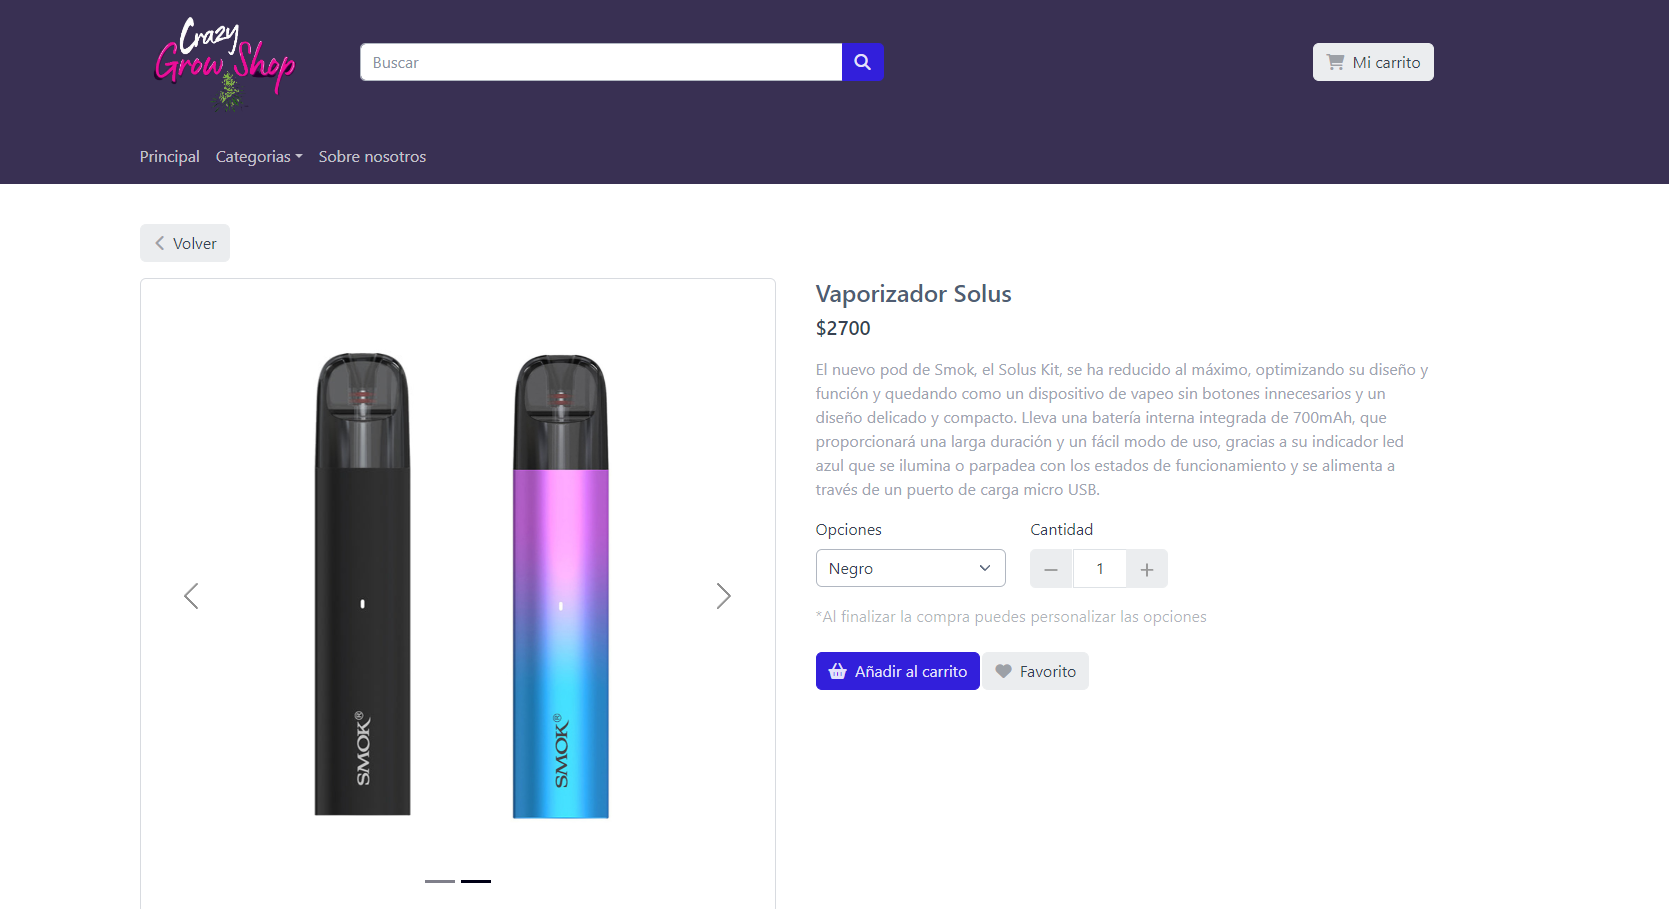 Crazy
Grow Shop
Buscar
Mi carrito
Principal
Categorias
Sobre nosotros
Volver
SMOK®
SMOK®
Vaporizador Solus
$2700
El nuevo pod de Smok, el Solus Kit, se ha reducido al máximo, optimizando su diseño y
función y quedando como un dispositivo de vapeo sin botones innecesarios y un
diseño delicado y compacto. Lleva una batería interna integrada de 700mAh, que
proporcionará una larga duración y un fácil modo de uso, gracias a su indicador led
azul que se ilumina o parpadea con los estados de funcionamiento y se alimenta a
través de un puerto de carga micro USB.
Opciones
Cantidad
Negro
1
*Al finalizar la compra puedes personalizar las opciones
Añadir al carrito
Favorito